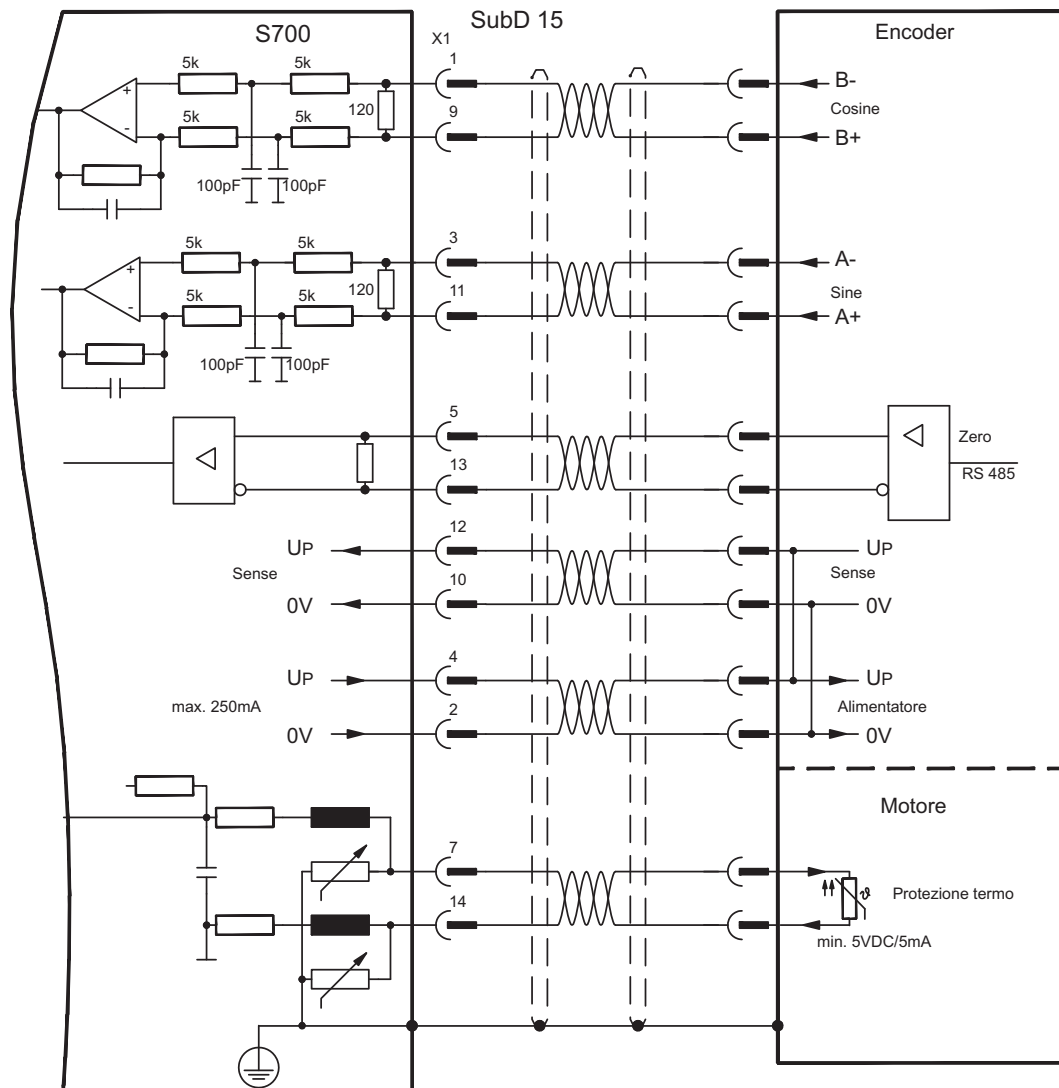 S700
SubD 15
Encoder
X1
5k
5k
1
B-
120
Cosine
5k
5k
9
B+
100pF
100pF
5k
5k
3
A-
120
Sine
5k
5k
11
A+
100pF
100pF
5
Zero
13
RS 485
UP
12
UP
Sense
Sense
0V
10
0V
UP
4
UP
max. 250mA
Alimentatore
0V
2
0V
Motore
7
Protezione termo
14
min. 5VDC/5mA